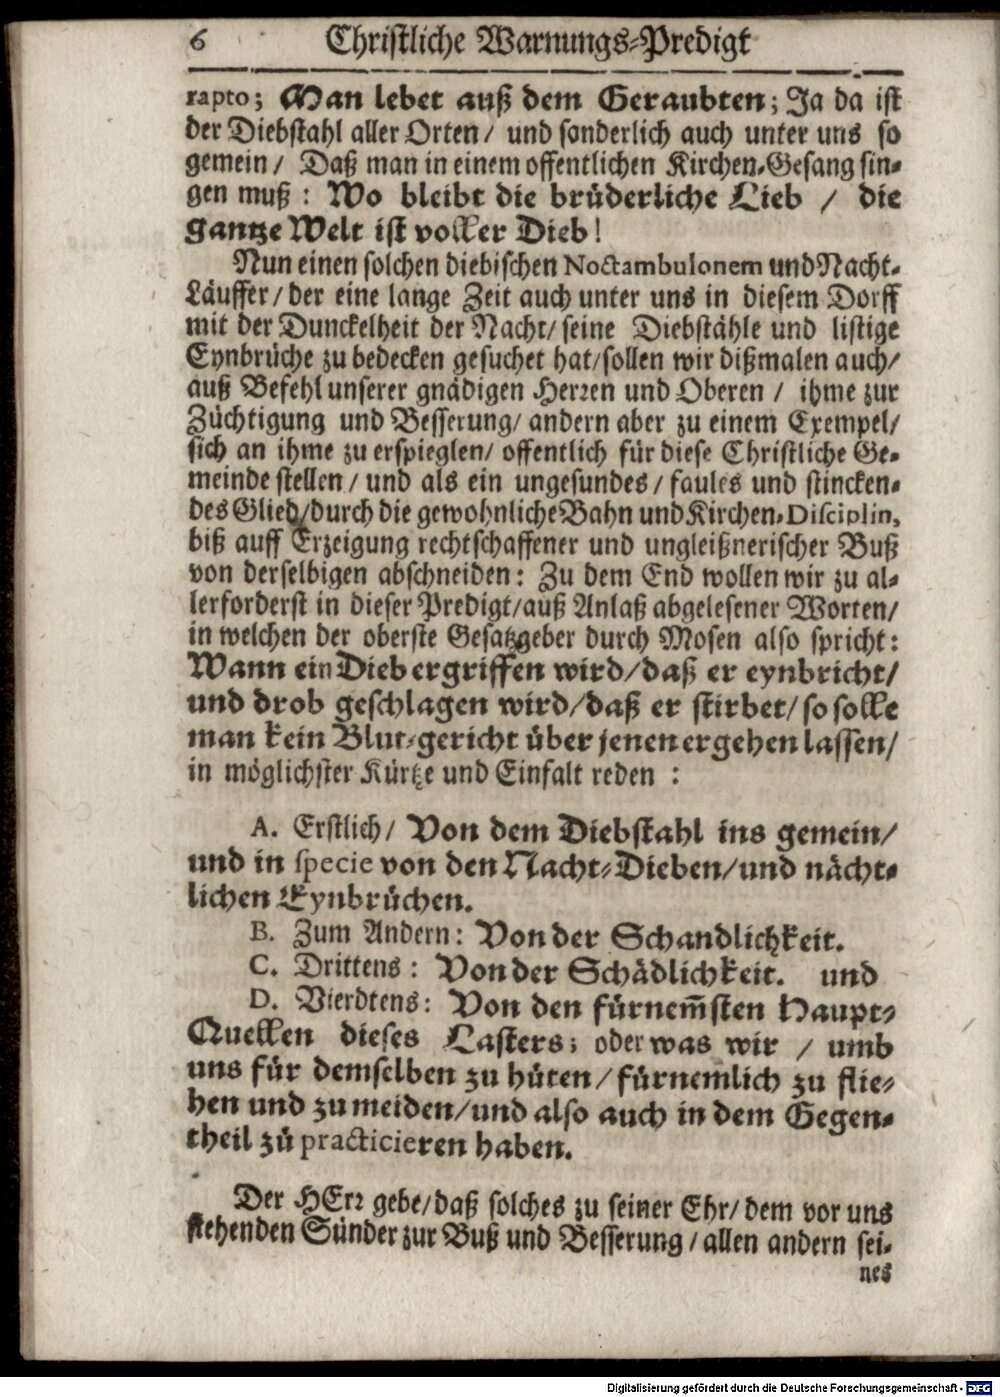 6 Christliche Warnungs-Predigt
rapto; Man lebet auß dem Geraubten; Ja da ist
der Diebstahl aller Orten/ und sonderlich auch unter uns so
gemein/ Daß man in einem offentlichen Kirchen-Gesang sin-
gen muß: Wo bleibt die brüderliche Lieb / die
gantze Welt ist voller Dieb!
Nun einen solchen diebischen Noctambulonem und Nacht-
Läuffer/ der eine lange Zeit auch unter uns in diesem Dorff
mit der Dunckelheit der Nacht/ seine Diebstähle und listige
Eynbrüche zu bedecken gesuchet hat/ sollen wir dißmalen auch/
auß Befehl unserer gnädigen Herren und Oberen / ihme zur
Züchtigung und Besserung/ andern aber zu einem Exempel/
sich an ihme zu erspieglen/ offentlich für diese Christliche Ge-
meinde stellen/ und als ein ungesundes/ faules und stincken-
des Glied/ durch die gewohnliche Bahn und Kirchen-Disciplin,
biß auff Erzeigung rechtschaffener und ungleißnerischer Buß
von derselbigen abschneiden: Zu dem End wollen wir zu al-
lerforderst in dieser Predigt/ auß Anlaß abgelesener Worten/
in welchen der oberste Gesatzgeber durch Mosen also spricht:
Wann ein Dieb ergriffen wird/ daß er eynbricht/
und drob geschlagen wird/ daß er stirbet/ so solle
man kein Blut-gericht über jenen ergehen lassen/
in möglichster Kürtze und Einfalt reden :
A. Erstlich/ Von dem Diebstahl ins gemein/
und in specie von den Nacht-Dieben/ und nächt-
lichen Eynbrüchen.
B. Zum Andern: Von der Schandlichkeit.
C. Drittens: Von der Schädlichkeit. und
D. Vierdtens: Von den fürnem̃sten Haupt-
Quellen dieses Lasters; oder was wir / umb
uns für demselben zu hüten/ fürnemlich zu flie-
hen und zu meiden/ und also auch in dem Gegen-
theil zů practicieren haben.
Der HErr gebe/ daß solches zu seiner Ehr/ dem vor uns
stehenden Sünder zur Buß und Besserung/ allen andern sei-
nes
Digitalisierung gefördert durch die Deutsche Forschungsgemeinschaft - DFG